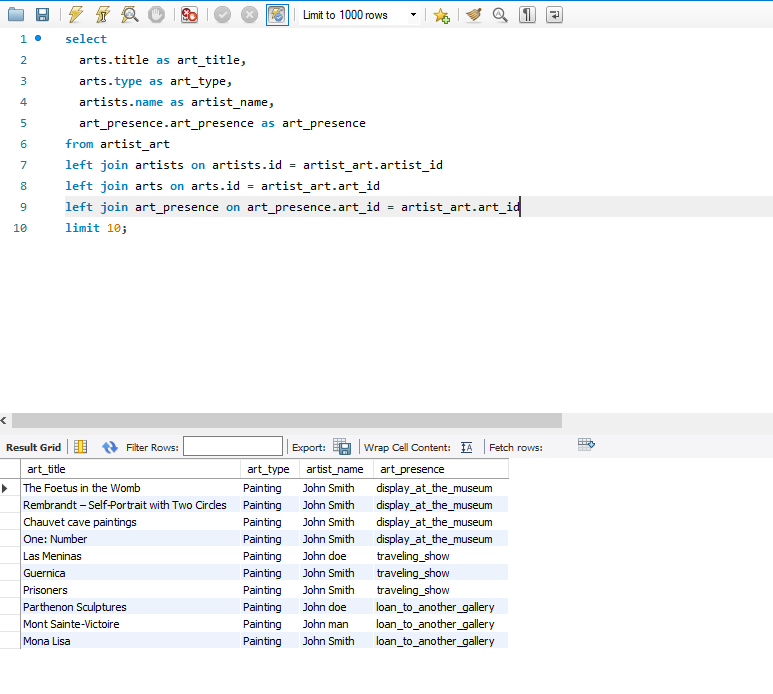 Limit to 1000 rows
1 select
2 arts.title as art_title,
3 arts.type as art_type,
4 artists.name as artist_name,
5 art_presence.art_presence as art_presence
6 from artist_art
7 left join artists on artists.id = artist_art.artist_id
8 left join arts on arts.id = artist_art.art_id
9 left join art_presence on art_presence.art_id = artist_art.art_id
10 limit 10;
Result Grid Filter Rows: Export: Wrap Cell Content: Fetch rows:
art_title art_type artist_name art_presence
The Foetus in the Womb Painting John Smith display_at_the_museum
Rembrandt – Self-Portrait with Two Circles Painting John Smith display_at_the_museum
Chauvet cave paintings Painting John Smith display_at_the_museum
One: Number Painting John Smith display_at_the_museum
Las Meninas Painting John doe traveling_show
Guernica Painting John Smith traveling_show
Prisoners Painting John Smith traveling_show
Parthenon Sculptures Painting John doe loan_to_another_gallery
Mont Sainte-Victoire Painting John man loan_to_another_gallery
Mona Lisa Painting John Smith loan_to_another_gallery